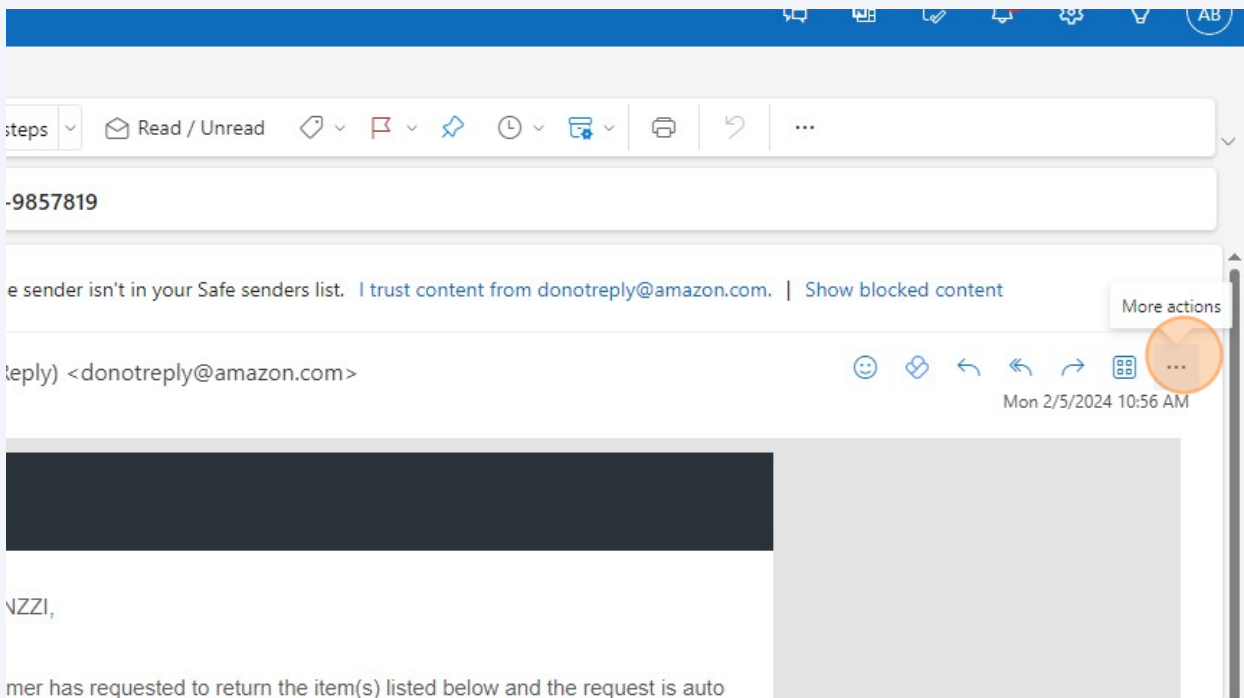 AB
steps
Read / Unread
-9857819
e sender isn't in your Safe senders list. I trust content from donotreply@amazon.com. | Show blocked content
More actions
Reply) <donotreply@amazon.com>
Mon 2/5/2024 10:56 AM
NZZI,
mer has requested to return the item(s) listed below and the request is auto